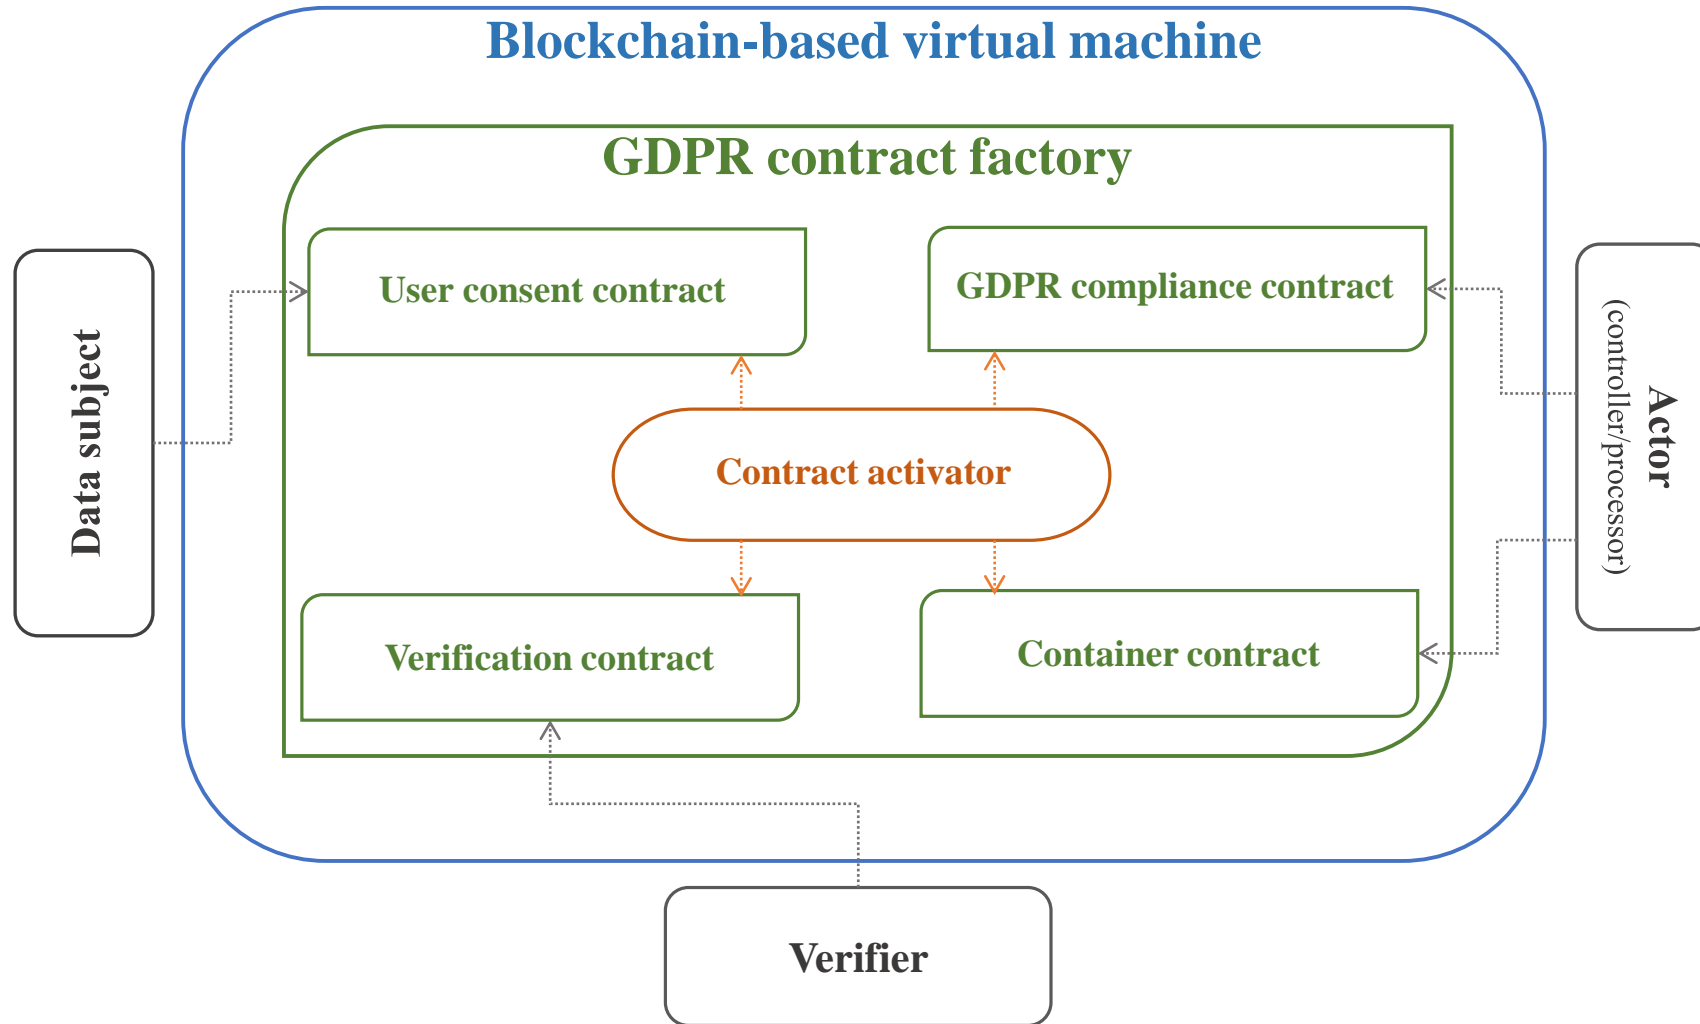 Blockchain-based virtual machine
GDPR contract factory
User consent contract
GDPR compliance contract
Data subject
Actor
(controller/processor)
Contract activator
Verification contract
Container contract
Verifier